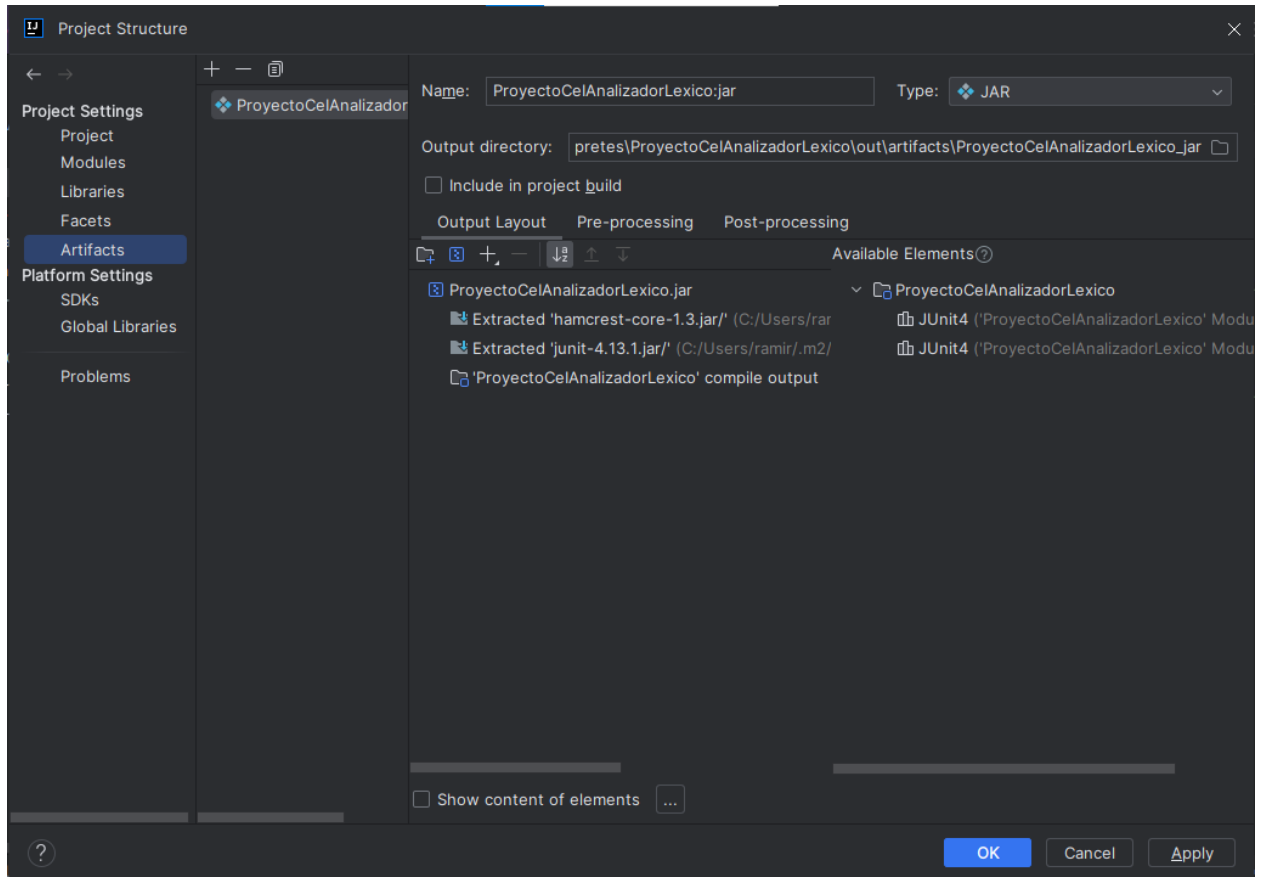 Project Structure
Project Settings
Project
Modules
Libraries
Facets
Artifacts
Platform Settings
SDKs
Global Libraries
Problems
ProyectoCelAnalizador
Name: ProyectoCelAnalizadorLexico:jar Type: JAR
Output directory: pretes\ProyectoCelAnalizadorLexico\out\artifacts\ProyectoCelAnalizadorLexico_jar
Include in project build
Output Layout Pre-processing Post-processing
Available Elements
ProyectoCelAnalizadorLexico.jar
Extracted 'hamcrest-core-1.3.jar/' (C:/Users/rar
Extracted 'junit-4.13.1.jar/' (C:/Users/ramir/.m2/
'ProyectoCelAnalizadorLexico' compile output
ProyectoCelAnalizadorLexico
JUnit4 ('ProyectoCelAnalizadorLexico' Modu
JUnit4 ('ProyectoCelAnalizadorLexico' Modu
Show content of elements ...
? OK Cancel Apply